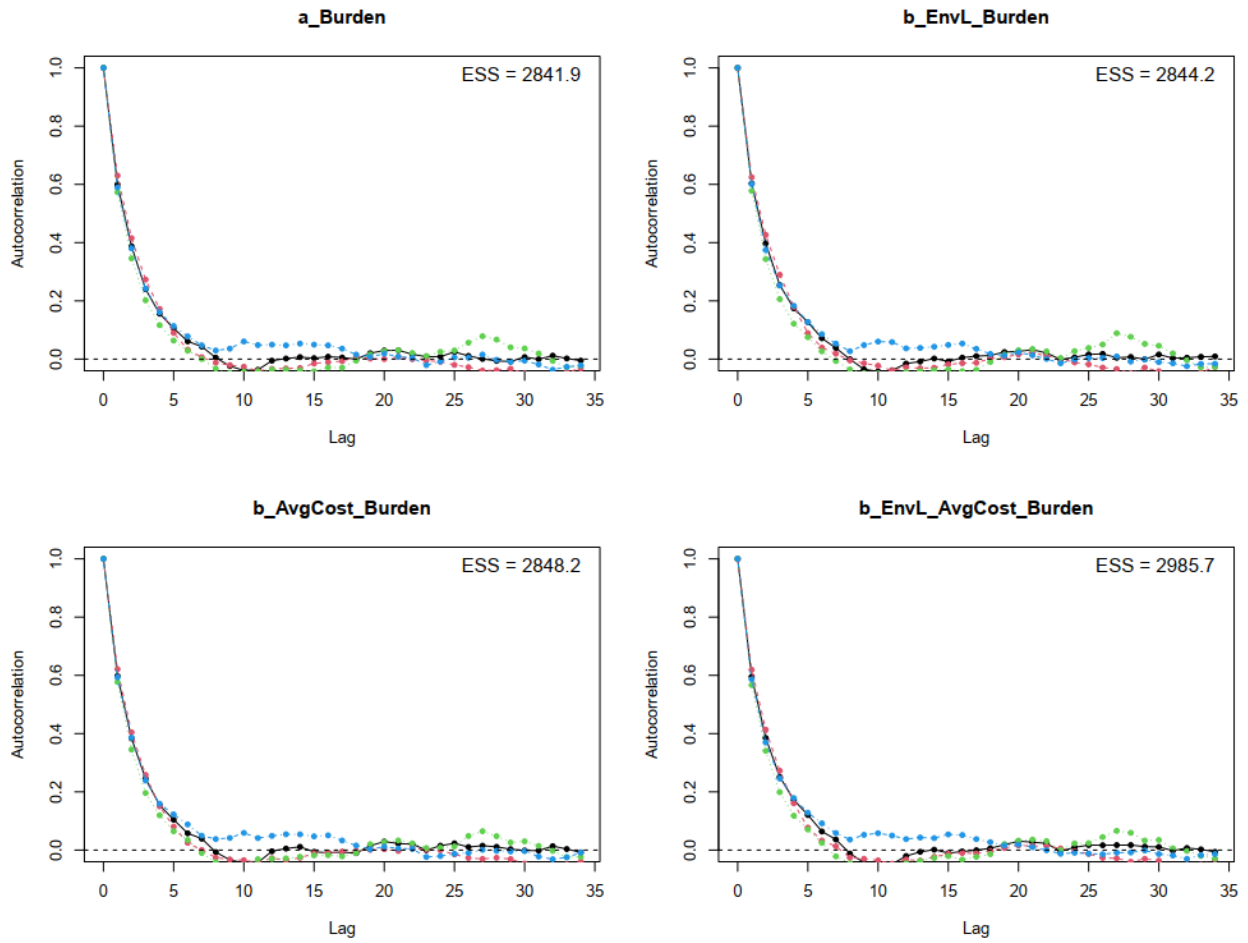 a_Burden
ESS = 2841.9
Autocorrelation
1.0
0.8
0.6
0.4
0.2
0.0
0 5 10 15 20 25 30 35
Lag
b_EnvL_Burden
ESS = 2844.2
Autocorrelation
1.0
0.8
0.6
0.4
0.2
0.0
0 5 10 15 20 25 30 35
Lag
b_AvgCost_Burden
ESS = 2848.2
Autocorrelation
1.0
0.8
0.6
0.4
0.2
0.0
0 5 10 15 20 25 30 35
Lag
b_EnvL_AvgCost_Burden
ESS = 2985.7
Autocorrelation
1.0
0.8
0.6
0.4
0.2
0.0
0 5 10 15 20 25 30 35
Lag